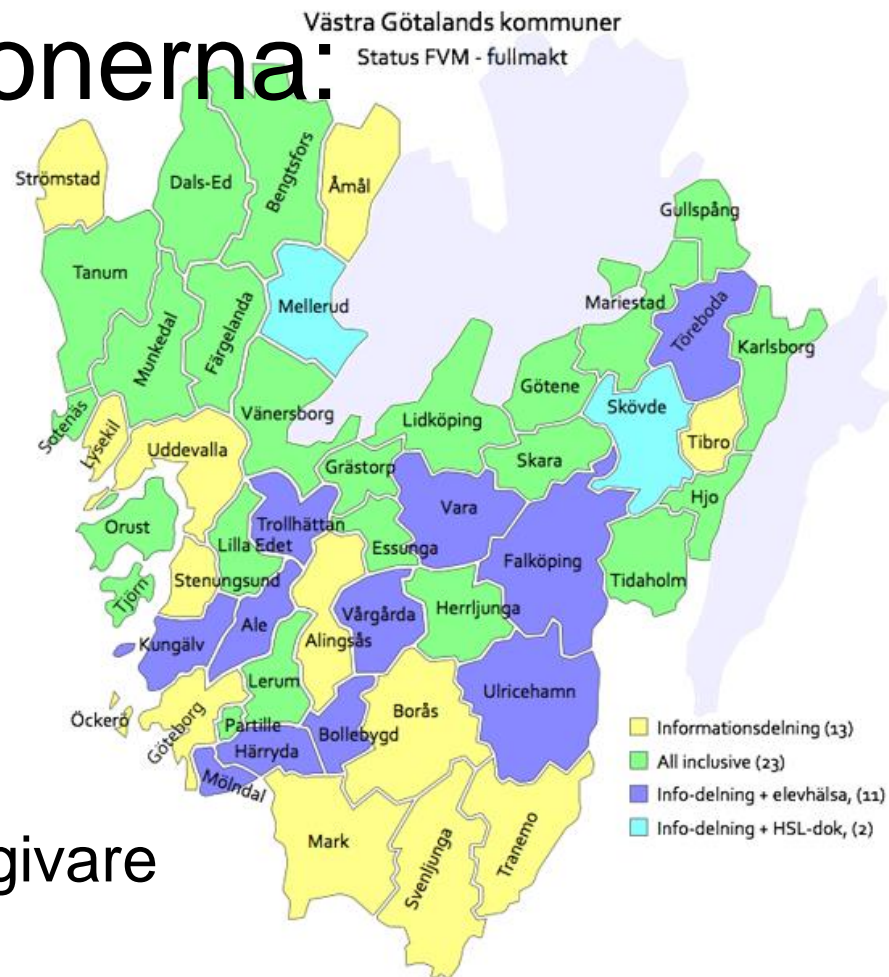 Västra Götalands kommuner
onerna:
Status FVM - fullmakt
Strömstad
Dals-Ed
Bengtsfors
Åmål
Gullspång
Tanum
Mellerud
Mariestad
Töreboda
Munkedal
Färgelanda
Karlsborg
Götene
Skövde
Vänersborg
Lidköping
Sotenäs
Lysekil
Uddevalla
Tibro
Grästorp
Skara
Hjo
Vara
Orust
Trollhättan
Lilla Edet
Essunga
Falköping
Stenungsund
Tidaholm
Tjörn
Herrljunga
Vårgårda
Ale
Kungälv
Alingsås
Lerum
Ulricehamn
Öckerö
Göteborg
Partille
Borås
Bollebygd
Härryda
Mölndal
Informationsdelning (13)
All inclusive (23)
Info-delning + elevhälsa, (11)
Info-delning + HSL-dok, (2)
Mark
Svenljunga
Tranemo
givare